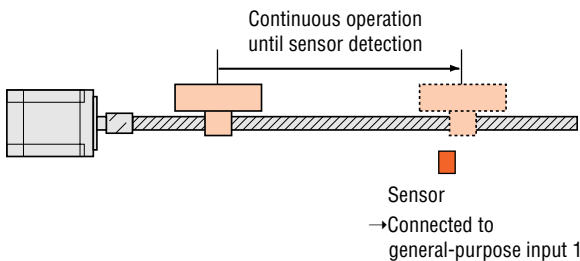 Continuous operation
until sensor detection
Sensor
→Connected to
general-purpose input 1